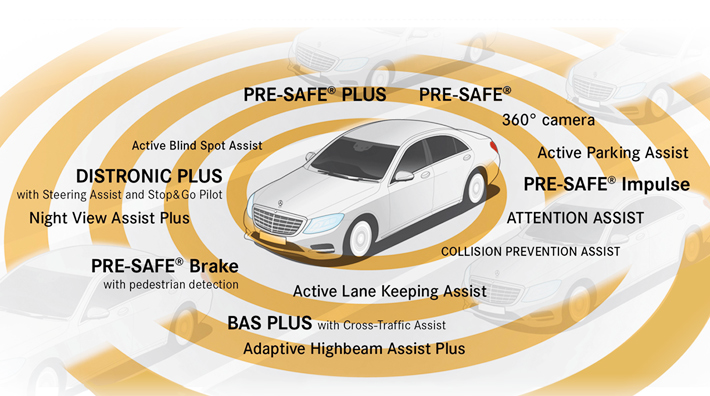 PRE-SAFE® PLUS
PRE-SAFE®
360° camera
Active Blind Spot Assist
Active Parking Assist
DISTRONIC PLUS
with Steering Assist and Stop&Go Pilot
PRE-SAFE® Impulse
Night View Assist Plus
ATTENTION ASSIST
COLLISION PREVENTION ASSIST
PRE-SAFE® Brake
with pedestrian detection
Active Lane Keeping Assist
BAS PLUS with Cross-Traffic Assist
Adaptive Highbeam Assist Plus